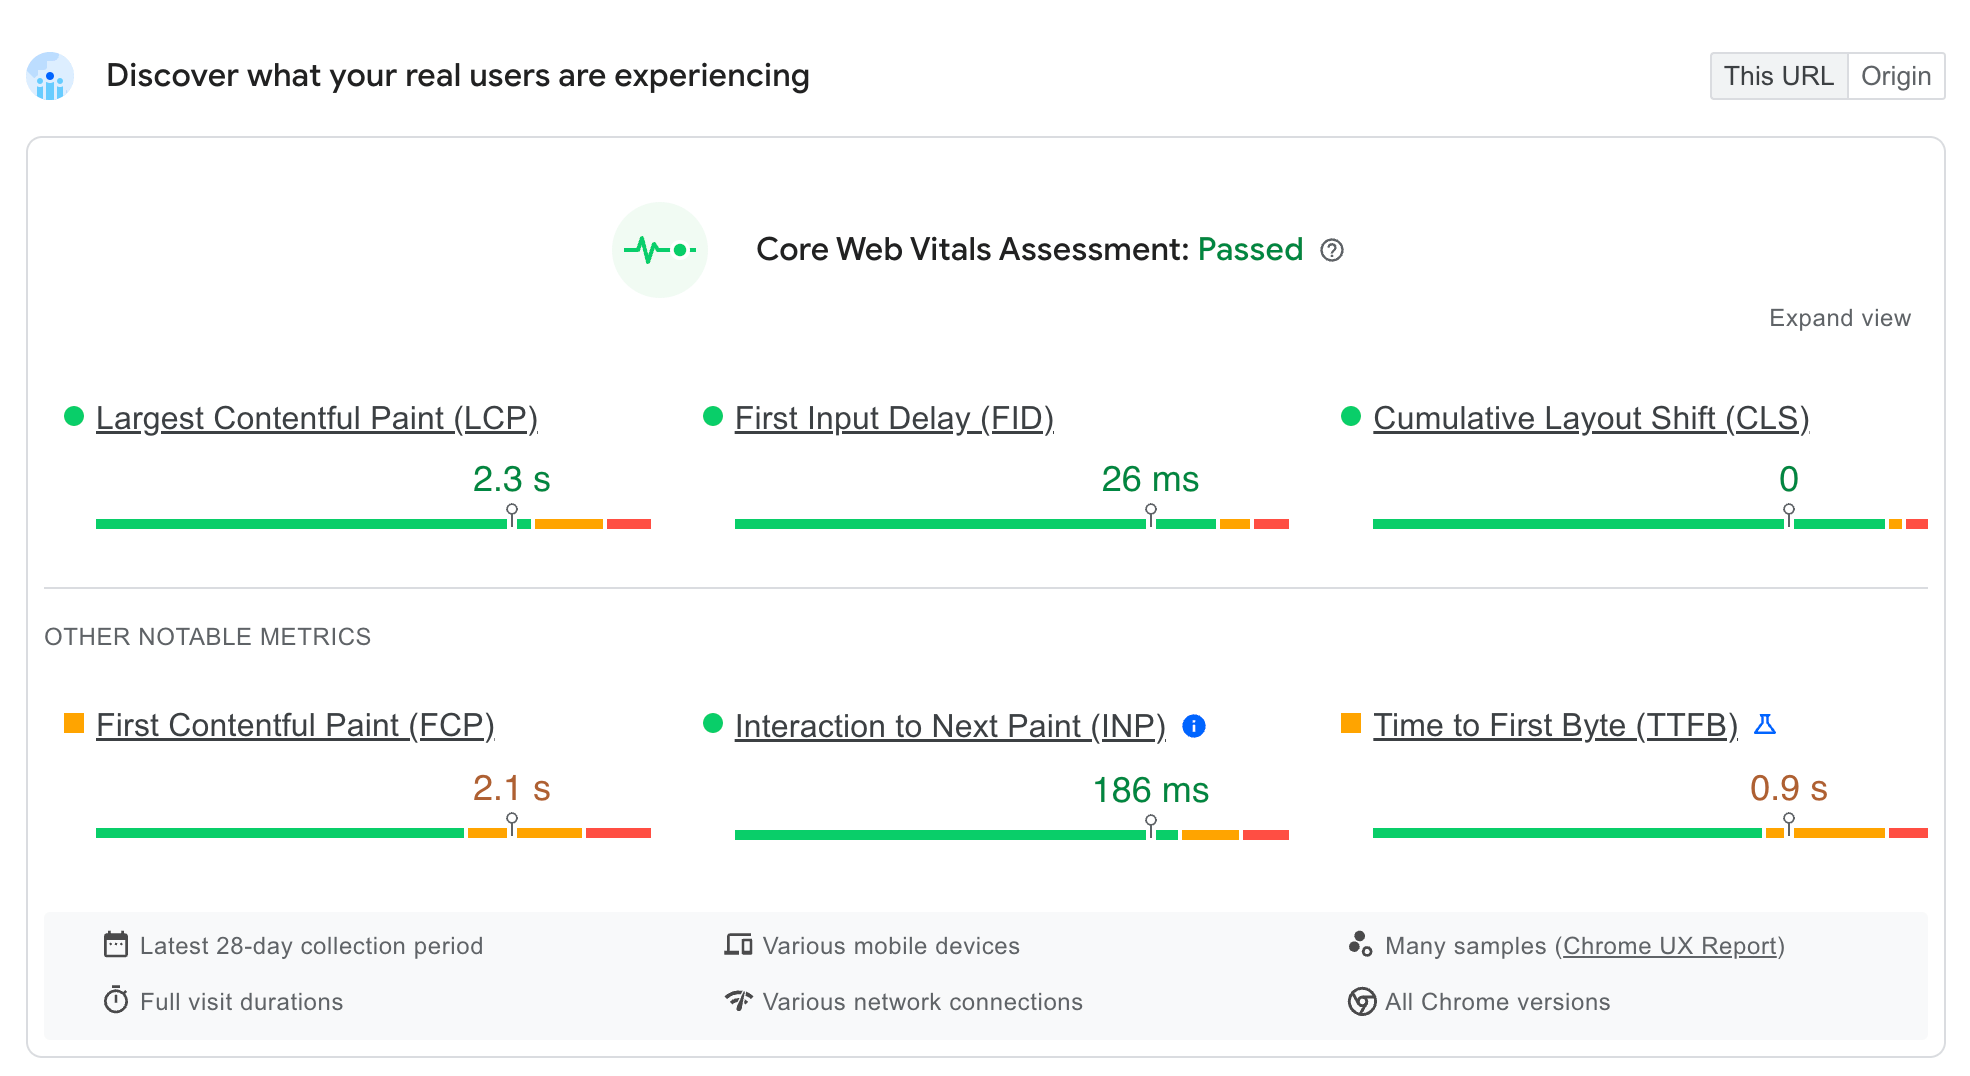 Discover what your real users are experiencing
This URL
Origin
Core Web Vitals Assessment: Passed
Expand view
Largest Contentful Paint (LCP)
2.3 s
First Input Delay (FID)
26 ms
Cumulative Layout Shift (CLS)
0
OTHER NOTABLE METRICS
First Contentful Paint (FCP)
2.1 s
Interaction to Next Paint (INP)
186 ms
Time to First Byte (TTFB)
0.9 s
Latest 28-day collection period
Various mobile devices
Many samples (Chrome UX Report)
Full visit durations
Various network connections
All Chrome versions